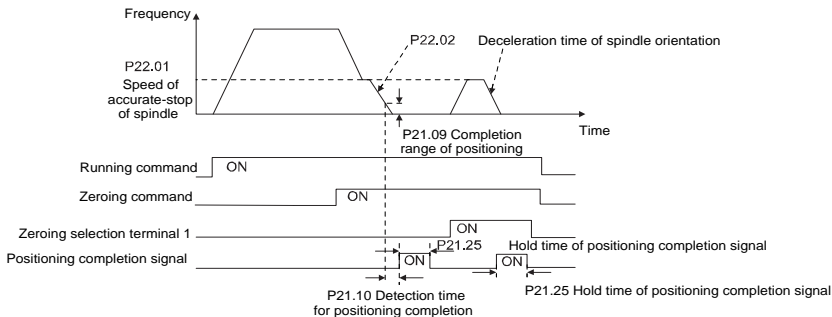 Frequency
P22.02
Deceleration time of spindle orientation
P22.01
Speed of
accurate-stop
of spindle
Time
P21.09 Completion
range of positioning
Running command
ON
Zeroing command
ON
Zeroing selection terminal 1
ON
P21.25
Hold time of positioning completion signal
Positioning completion signal
ON
ON
P21.25 Hold time of positioning completion signal
P21.10 Detection time
for positioning completion